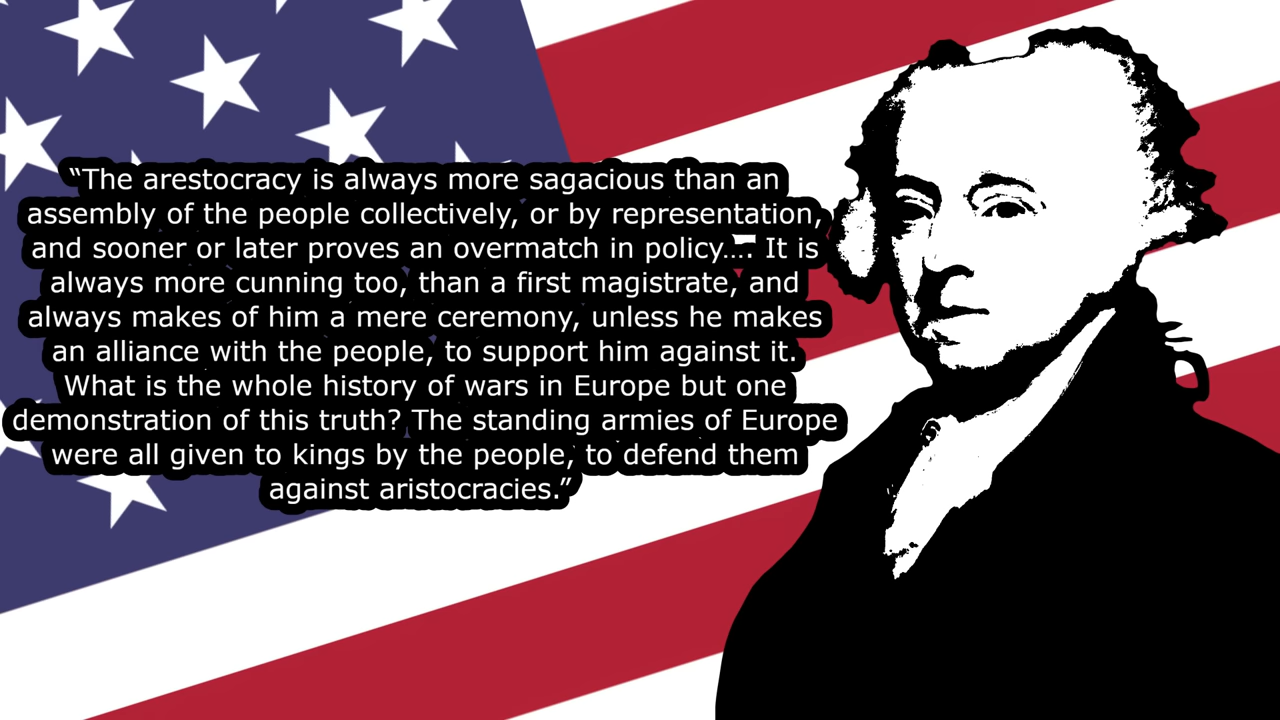 “The arestocracy is always more sagacious than an
assembly of the people collectively, or by representation,
and sooner or later proves an overmatch in policy…. It is
always more cunning too, than a first magistrate, and
always makes of him a mere ceremony, unless he makes
an alliance with the people, to support him against it.
What is the whole history of wars in Europe but one
demonstration of this truth? The standing armies of Europe
were all given to kings by the people, to defend them
against aristocracies.”